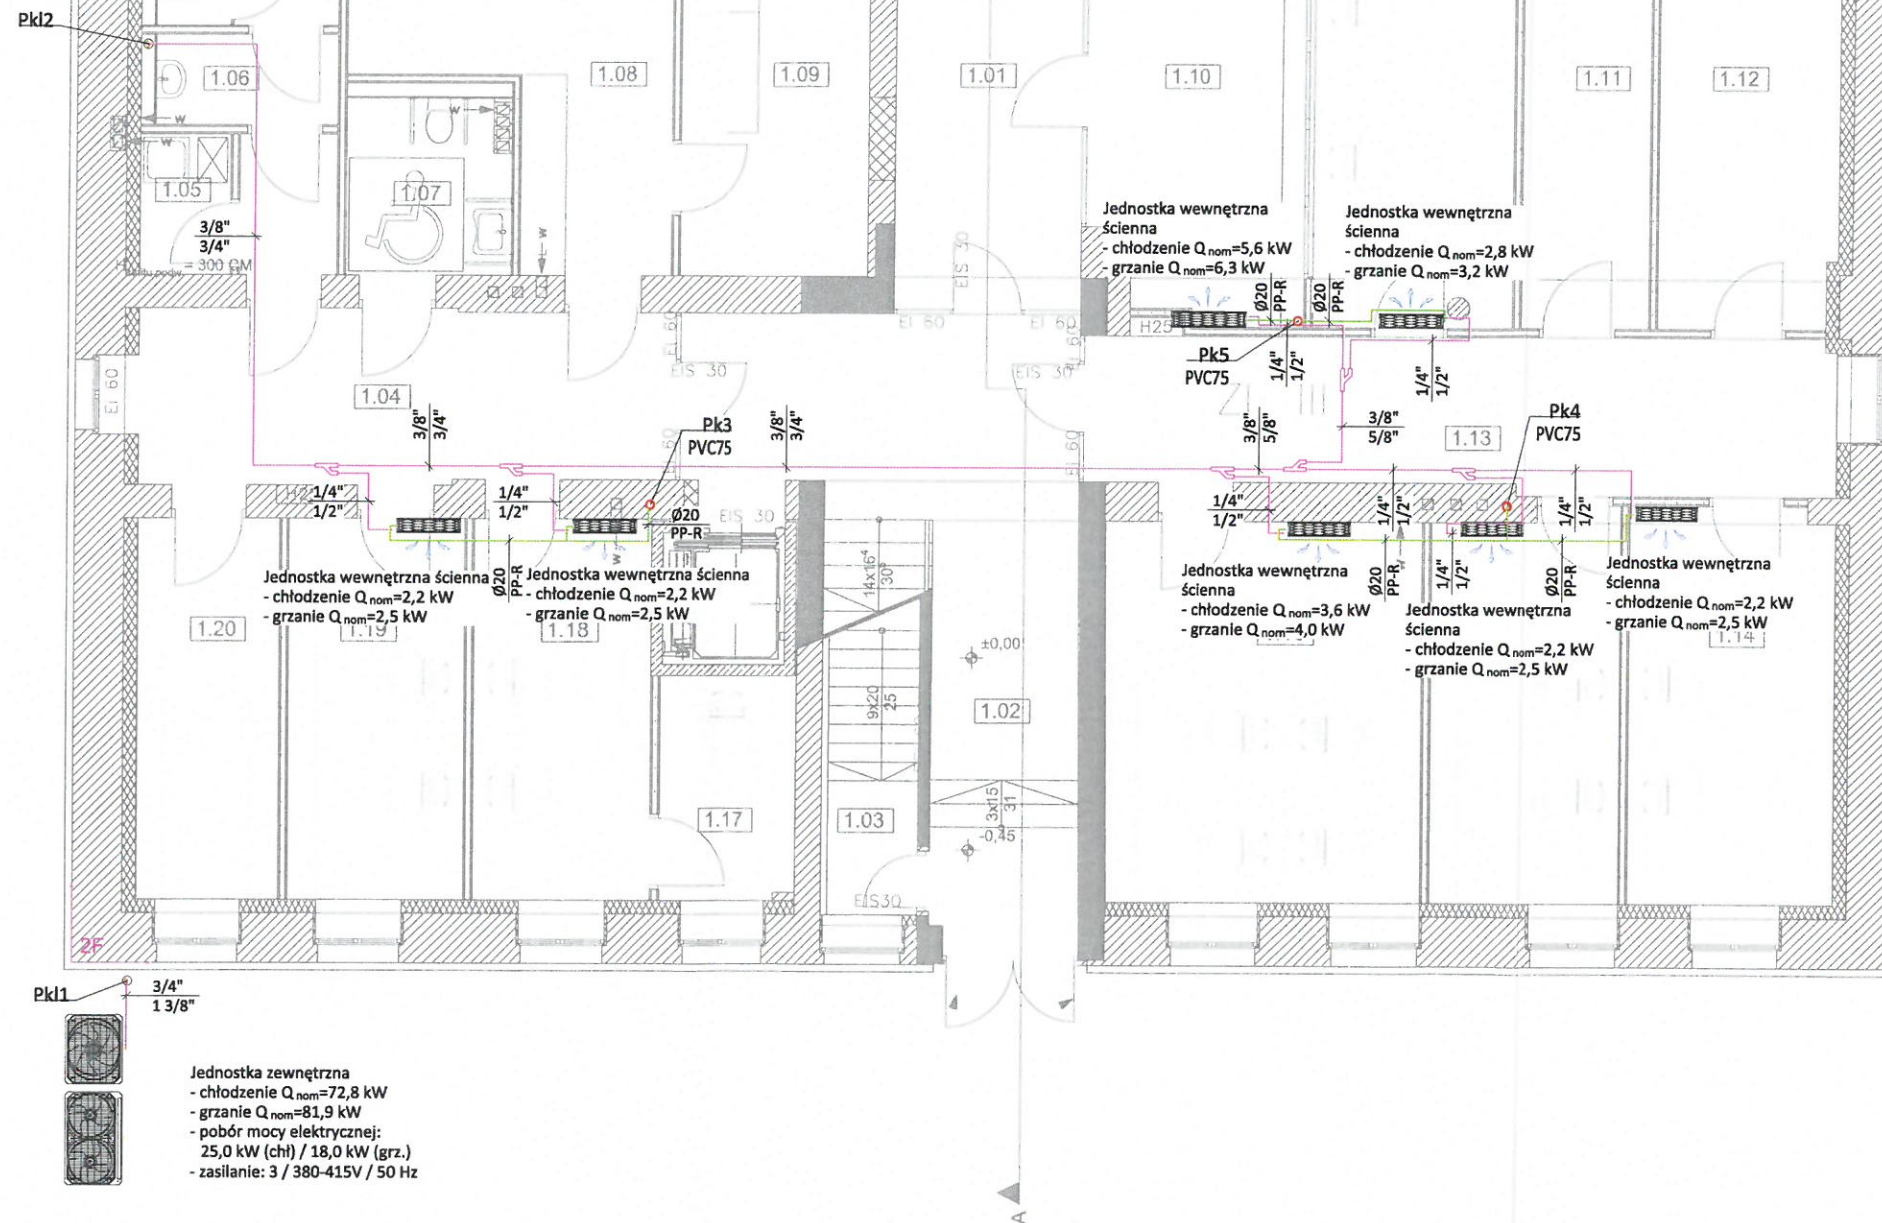 Pkl2
1.06
1.08
1.09
1.01
1.10
1.11
1.12
w
w
w
1.05
1.07
3/8"
3/4"
= 300 CM
L - w
EIS 30
Jednostka wewnętrzna
ścienna
- chłodzenie Q nom=5,6 kW
- grzanie Q nom=6,3 kW
Jednostka wewnętrzna
ścienna
- chłodzenie Q nom=2,8 kW
- grzanie Q nom=3,2 kW
Ø20
PP-R
Ø20
PP-R
H25
EI 60
EI 60
EI 60
EI 60
EI 60
EIS 30
EIS 30
Pk5
PVC75
1/4"
1/2"
1/4"
1/2"
1.04
3/8"
3/4"
Pk3
PVC75
3/8"
3/4"
3/8"
5/8"
3/8"
5/8"
1.13
Pk4
PVC75
EI 60
1/4"
1/2"
1/4"
1/2"
Ø20
PP-R
EIS 30
1/4"
1/2"
1/4"
1/2"
1/4"
1/2"
w
w
Jednostka wewnętrzna ścienna
- chłodzenie Q nom=2,2 kW
- grzanie Q nom=2,5 kW
Ø20
PP-R
Jednostka wewnętrzna ścienna
- chłodzenie Q nom=2,2 kW
- grzanie Q nom=2,5 kW
14x16⁴
30⁵
Jednostka wewnętrzna
ścienna
- chłodzenie Q nom=3,6 kW
- grzanie Q nom=4,0 kW
Ø20
PP-R
1/4"
1/2"
Jednostka wewnętrzna
ścienna
- chłodzenie Q nom=2,2 kW
- grzanie Q nom=2,5 kW
Ø20
PP-R
Jednostka wewnętrzna
ścienna
- chłodzenie Q nom=2,2 kW
- grzanie Q nom=2,5 kW
1.20
1.19
1.18
1.14
±0,00
9x20
25
1.02
1.17
1.03
3x15
31
-0,45
EIS30
2F
Pkl1
3/4"
1 3/8"
Jednostka zewnętrzna
- chłodzenie Q nom=72,8 kW
- grzanie Q nom=81,9 kW
- pobór mocy elektrycznej:
25,0 kW (chł) / 18,0 kW (grz.)
- zasilanie: 3 / 380-415V / 50 Hz
A